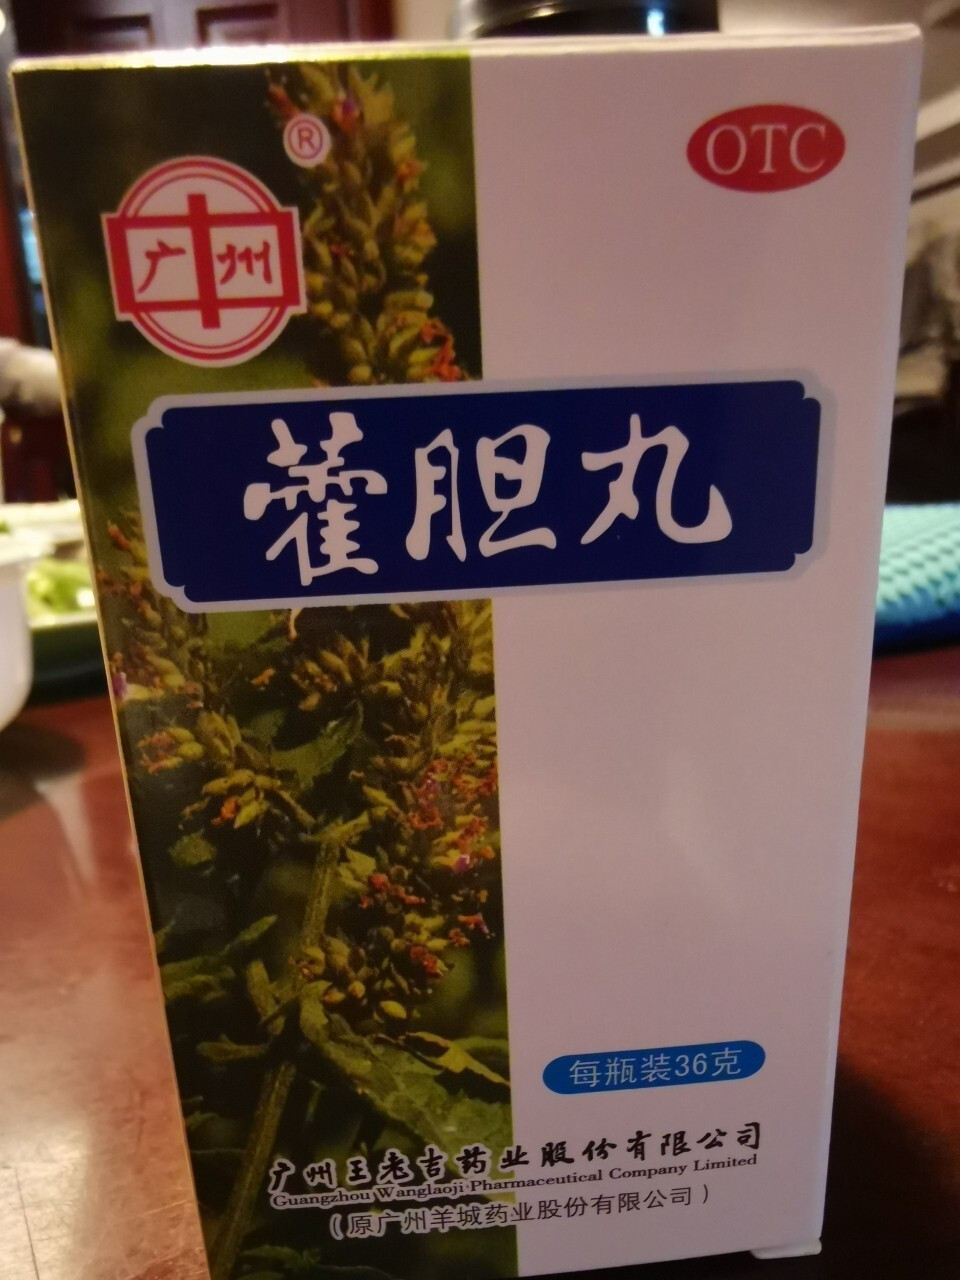 ®
OTC
广州
藿胆丸
每瓶装36克
广州王老吉药业股份有限公司
Guangzhou Wanglaoji Pharmaceutical Company Limited
(原广州羊城药业股份有限公司)